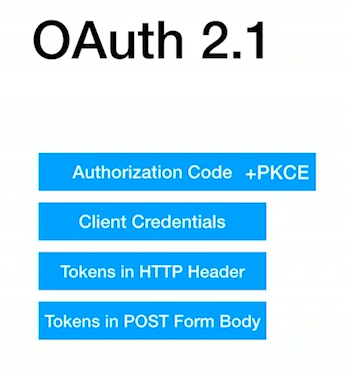 OAuth 2.1
Authorization Code +PKCE
Client Credentials
Tokens in HTTP Header
Tokens in POST Form Body